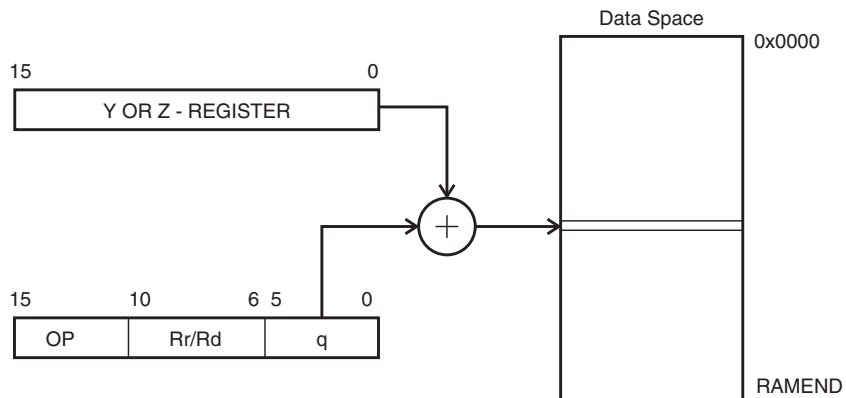 Data Space
0x0000
15 0
Y OR Z - REGISTER
+
15 10 6 5 0
OP Rr/Rd q
RAMEND